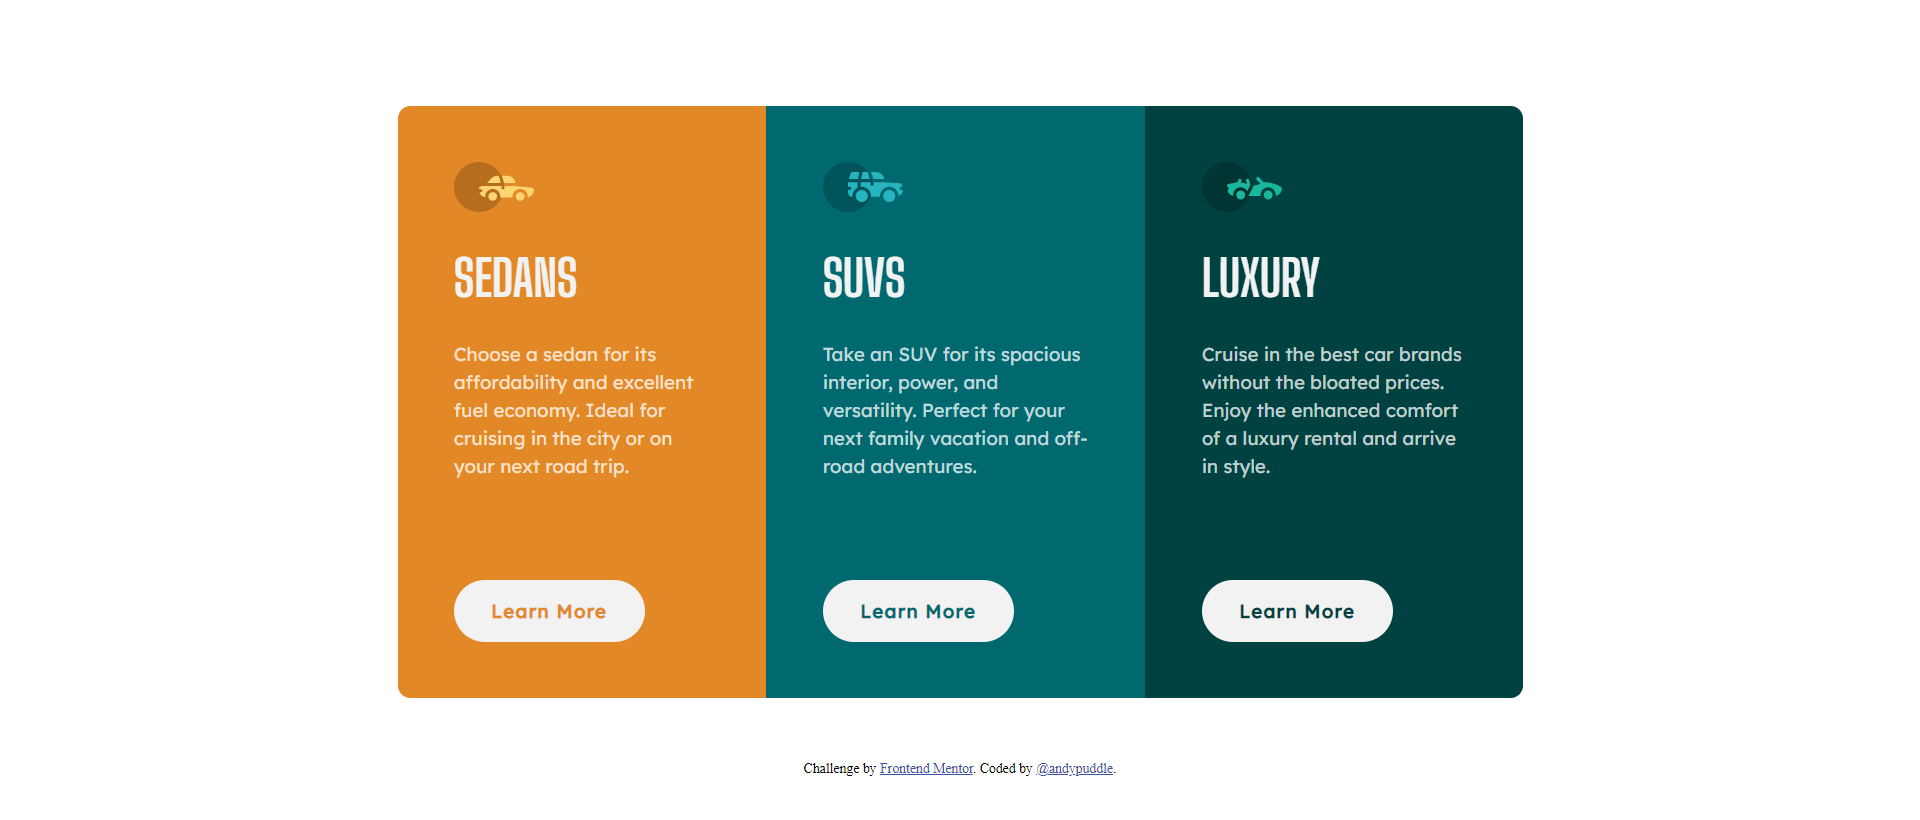 SEDANS
Choose a sedan for its
affordability and excellent
fuel economy. Ideal for
cruising in the city or on
your next road trip.
Learn More
SUVS
Take an SUV for its spacious
interior, power, and
versatility. Perfect for your
next family vacation and off-
road adventures.
Learn More
LUXURY
Cruise in the best car brands
without the bloated prices.
Enjoy the enhanced comfort
of a luxury rental and arrive
in style.
Learn More
Challenge by Frontend Mentor. Coded by @andypuddle.